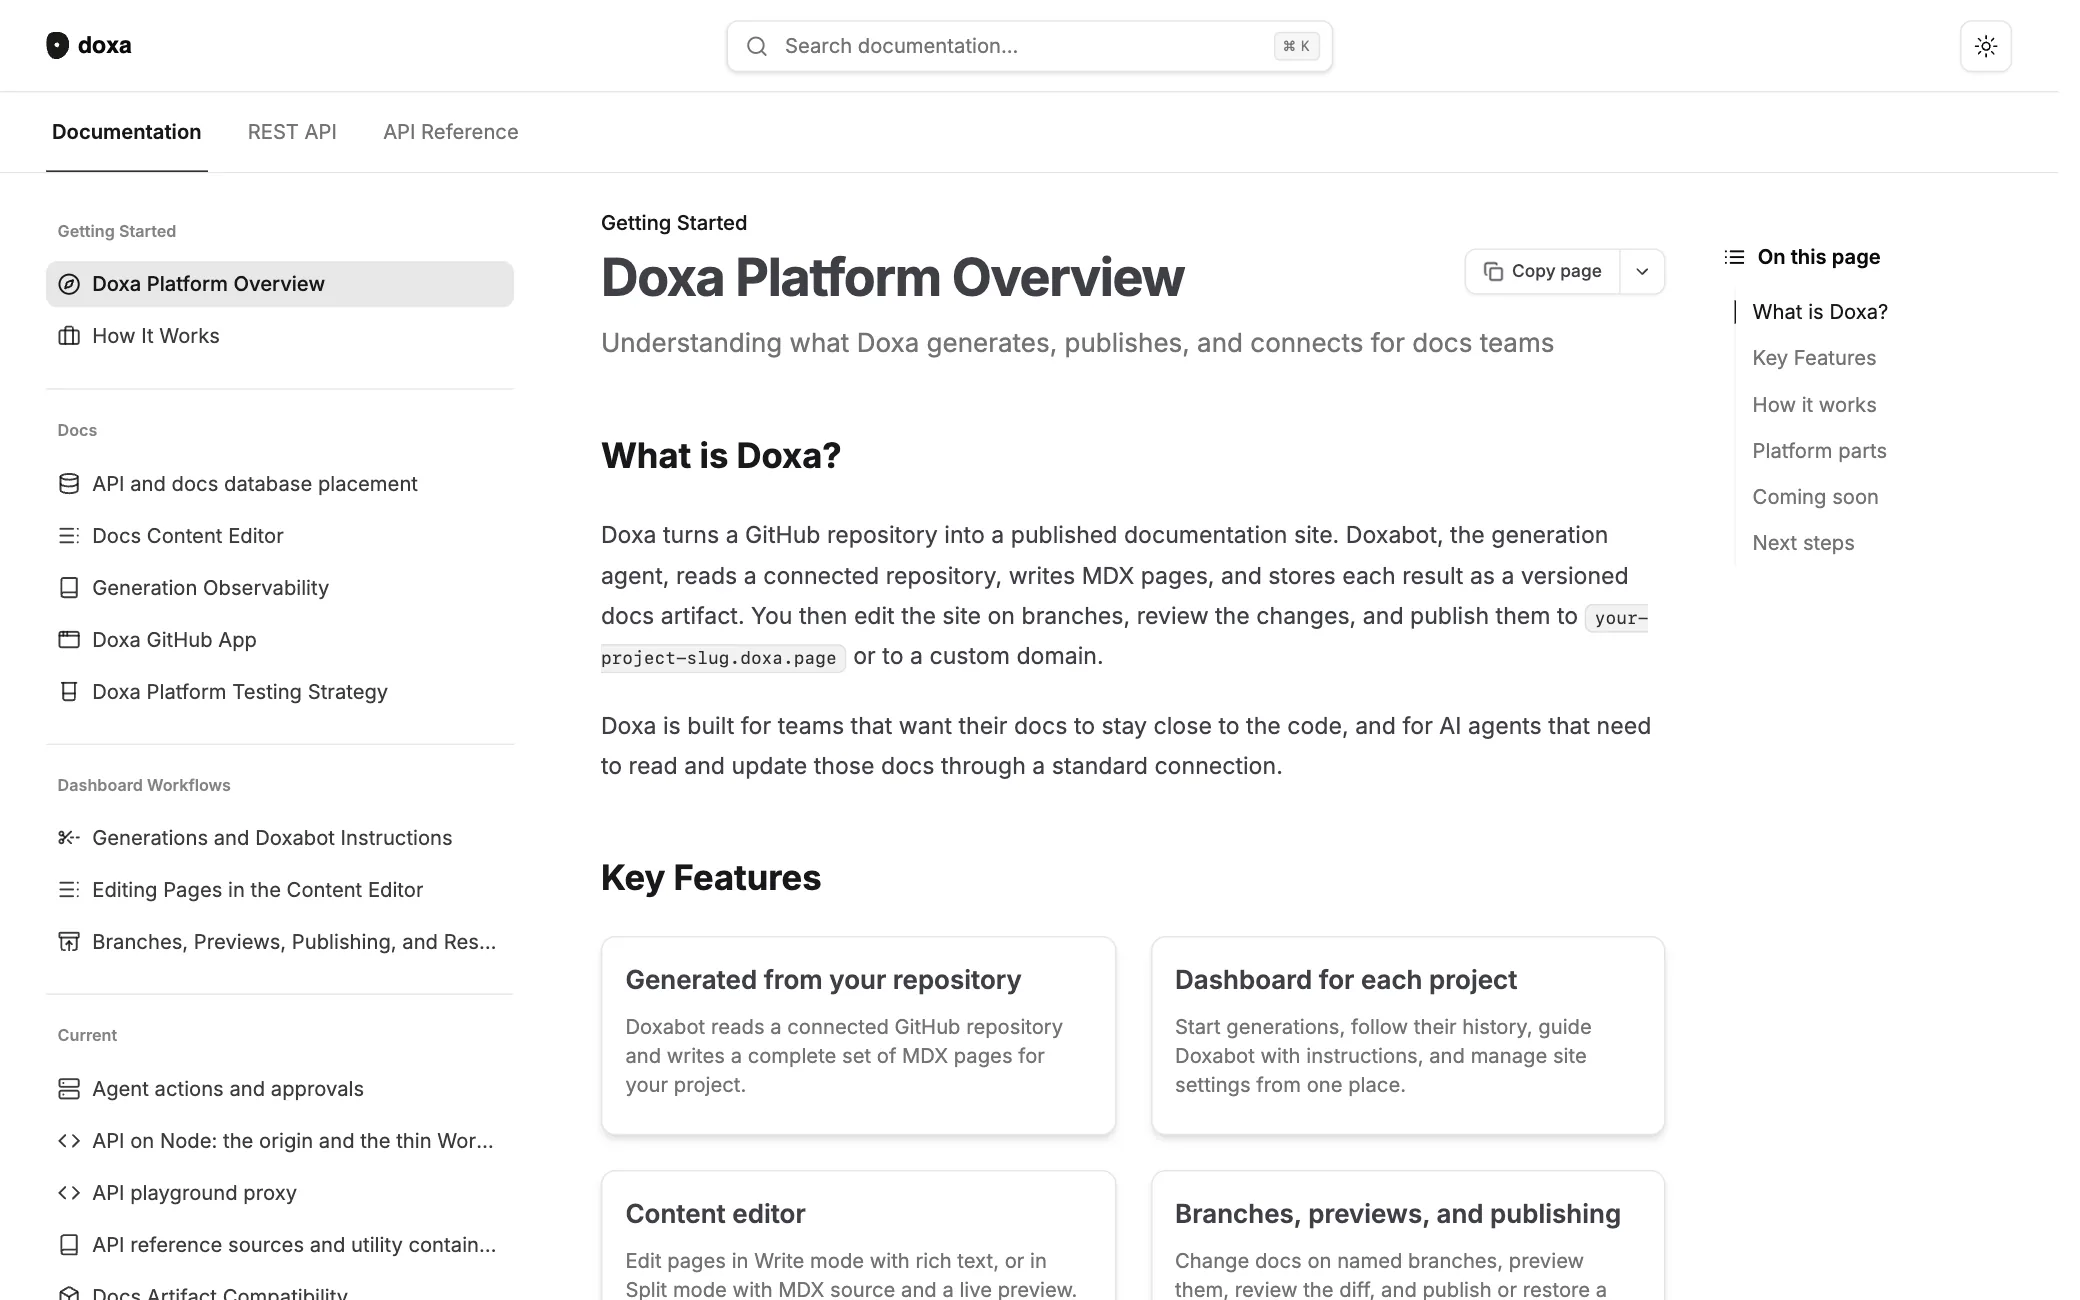 doxa
Search documentation...
⌘ K
Documentation
REST API
API Reference
Getting Started
Doxa Platform Overview
How It Works
Docs
API and docs database placement
Docs Content Editor
Generation Observability
Doxa GitHub App
Doxa Platform Testing Strategy
Dashboard Workflows
Generations and Doxabot Instructions
Editing Pages in the Content Editor
Branches, Previews, Publishing, and Res...
Current
Agent actions and approvals
API on Node: the origin and the thin Wor...
API playground proxy
API reference sources and utility contain...
Docs Artifact Compatibility
Getting Started
Doxa Platform Overview
Copy page
Understanding what Doxa generates, publishes, and connects for docs teams
What is Doxa?
Doxa turns a GitHub repository into a published documentation site. Doxabot, the generation
agent, reads a connected repository, writes MDX pages, and stores each result as a versioned
docs artifact. You then edit the site on branches, review the changes, and publish them to your-
project-slug.doxa.page or to a custom domain.
Doxa is built for teams that want their docs to stay close to the code, and for AI agents that need
to read and update those docs through a standard connection.
Key Features
Generated from your repository
Doxabot reads a connected GitHub repository
and writes a complete set of MDX pages for
your project.
Dashboard for each project
Start generations, follow their history, guide
Doxabot with instructions, and manage site
settings from one place.
Content editor
Edit pages in Write mode with rich text, or in
Split mode with MDX source and a live preview.
Branches, previews, and publishing
Change docs on named branches, preview
them, review the diff, and publish or restore a
On this page
What is Doxa?
Key Features
How it works
Platform parts
Coming soon
Next steps